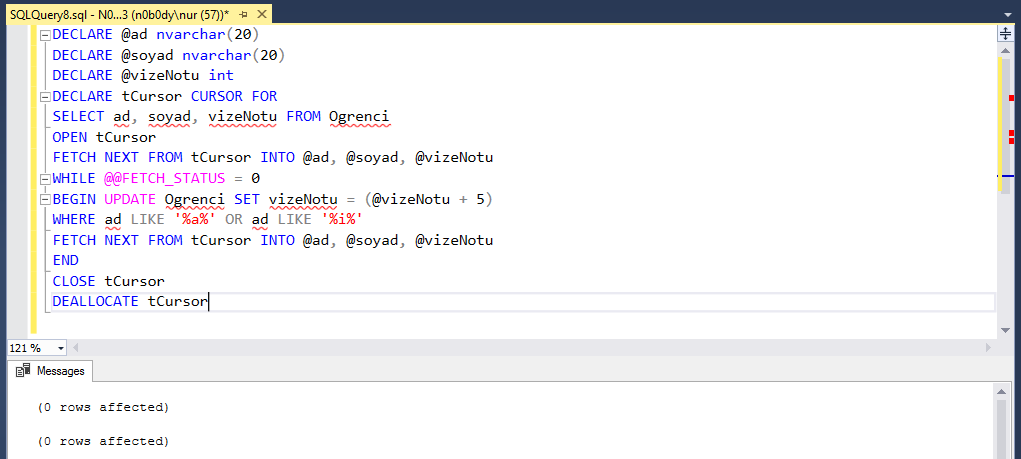 SQLQuery8.sql - N0...3 (n0b0dy\nur (57))*
DECLARE @ad nvarchar(20)
DECLARE @soyad nvarchar(20)
DECLARE @vizeNotu int
DECLARE tCursor CURSOR FOR
SELECT ad, soyad, vizeNotu FROM Ogrenci
OPEN tCursor
FETCH NEXT FROM tCursor INTO @ad, @soyad, @vizeNotu
WHILE @@FETCH_STATUS = 0
BEGIN UPDATE Ogrenci SET vizeNotu = (@vizeNotu + 5)
WHERE ad LIKE '%a%' OR ad LIKE '%i%'
FETCH NEXT FROM tCursor INTO @ad, @soyad, @vizeNotu
END
CLOSE tCursor
DEALLOCATE tCursor
121 %
Messages
(0 rows affected)
(0 rows affected)